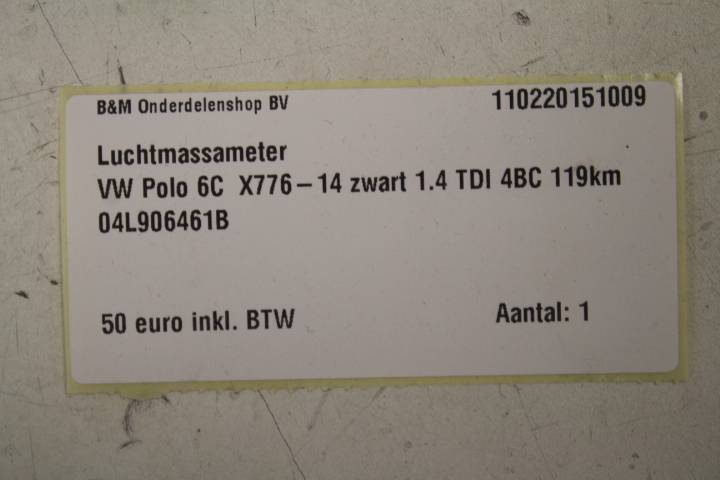 B&M Onderdelenshop BV 110220151009
Luchtmassameter
VW Polo 6C X776-14 zwart 1.4 TDI 4BC 119km
04L906461B
50 euro inkl. BTW Aantal: 1